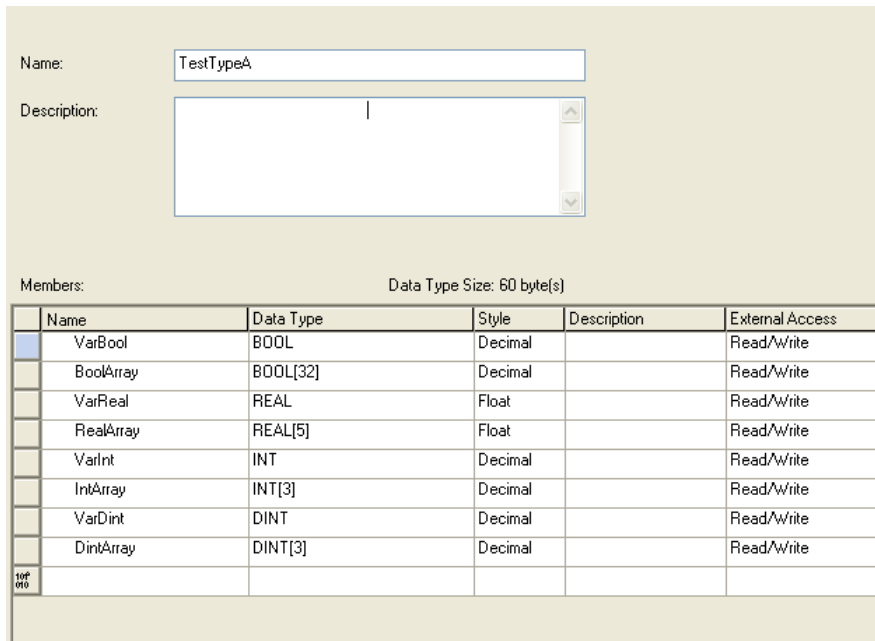 Name: TestTypeA
Description:
Members: Data Type Size: 60 byte(s)
Name Data Type Style Description External Access
VarBool BOOL Decimal Read/Write
BoolArray BOOL[32] Decimal Read/Write
VarReal REAL Float Read/Write
RealArray REAL[5] Float Read/Write
VarInt INT Decimal Read/Write
IntArray INT[3] Decimal Read/Write
VarDint DINT Decimal Read/Write
DintArray DINT[3] Decimal Read/Write